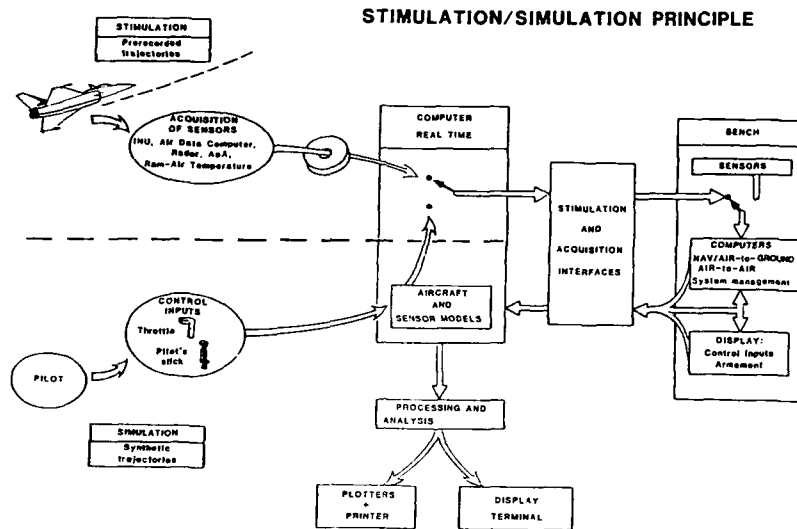 STIMULATION/SIMULATION PRINCIPLE
STIMULATION
Prerecorded
trajectories
ACQUISITION
OF SENSORS
INU, Air Data Computer,
Radar, AoA,
Ram-Air Temperature
COMPUTER
REAL TIME
BENCH
SENSORS
STIMULATION
AND
ACQUISITION
INTERFACES
COMPUTERS
NAV/AIR-to-GROUND
AIR-to-AIR
System management
AIRCRAFT
AND
SENSOR MODELS
CONTROL
INPUTS
Throttle
Pilot's
stick
DISPLAY:
Control Inputs
Armement
PILOT
PROCESSING AND
ANALYSIS
SIMULATION
Synthetic
trajectories
PLOTTERS
+
PRINTER
DISPLAY
TERMINAL